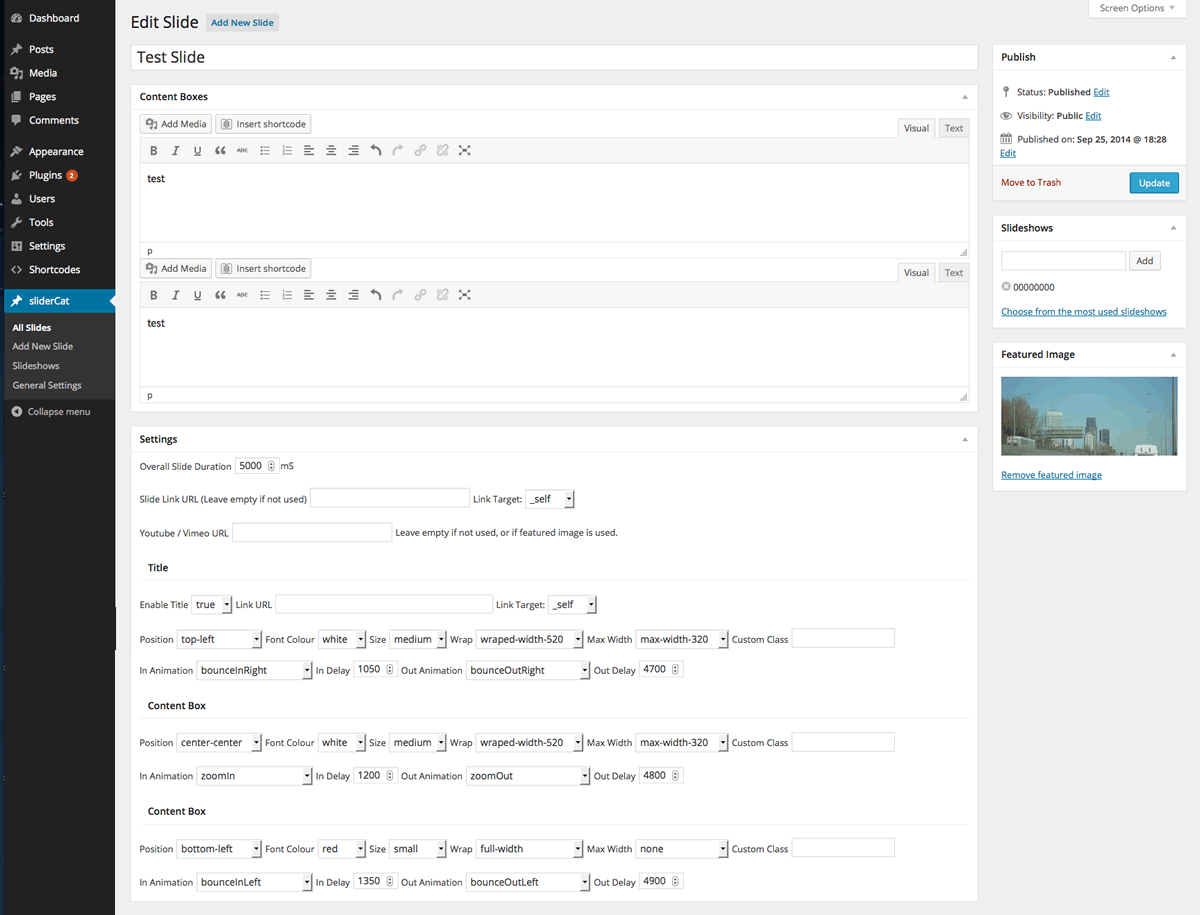 Dashboard
Posts
Media
Pages
Comments
Appearance
Plugins 2
Users
Tools
Settings
Shortcodes
sliderCat
All Slides
Add New Slide
Slideshows
General Settings
Collapse menu
Screen Options
Edit Slide Add New Slide
Test Slide
Content Boxes
Add Media Insert shortcode
Visual Text
B I U ABC
test
p
Add Media Insert shortcode
Visual Text
B I U ABC
test
p
Settings
Overall Slide Duration 5000 mS
Slide Link URL (Leave empty if not used) Link Target: _self
Youtube / Vimeo URL Leave empty if not used, or if featured image is used.
Title
Enable Title true Link URL Link Target: _self
Position top-left Font Colour white Size medium Wrap wraped-width-520 Max Width max-width-320 Custom Class
In Animation bounceInRight In Delay 1050 Out Animation bounceOutRight Out Delay 4700
Content Box
Position center-center Font Colour white Size medium Wrap wraped-width-520 Max Width max-width-320 Custom Class
In Animation zoomIn In Delay 1200 Out Animation zoomOut Out Delay 4800
Content Box
Position bottom-left Font Colour red Size small Wrap full-width Max Width none Custom Class
In Animation bounceInLeft In Delay 1350 Out Animation bounceOutLeft Out Delay 4900
Publish
Status: Published Edit
Visibility: Public Edit
Published on: Sep 25, 2014 @ 18:28
Edit
Move to Trash Update
Slideshows
Add
00000000
Choose from the most used slideshows
Featured Image
Remove featured image